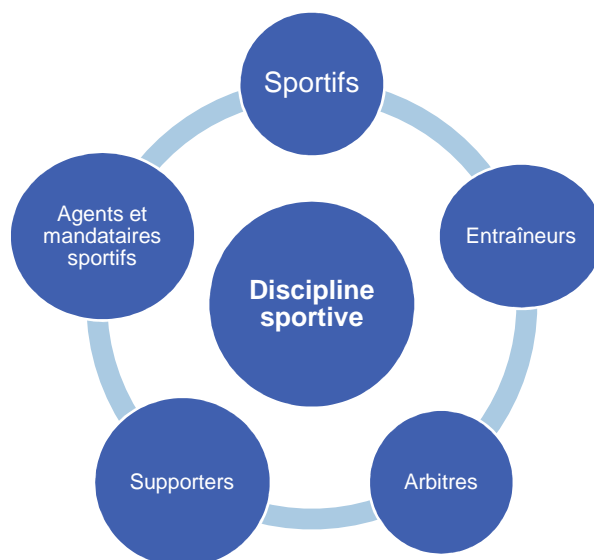 Sportifs
Entraîneurs
Arbitres
Supporters
Agents et
mandataires
sportifs
Discipline
sportive